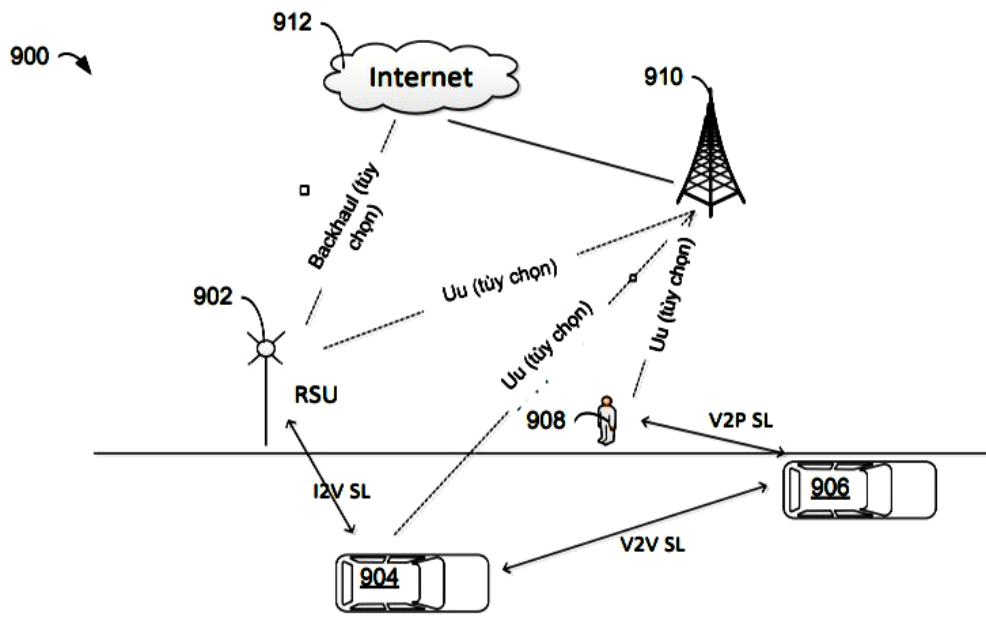 912
900
Internet
910
Backhaul (tùy
chọn)
Uu (tùy chọn)
Uu (tùy chọn)
Uu (tùy chọn)
902
RSU
908
V2P SL
I2V SL
906
V2V SL
904